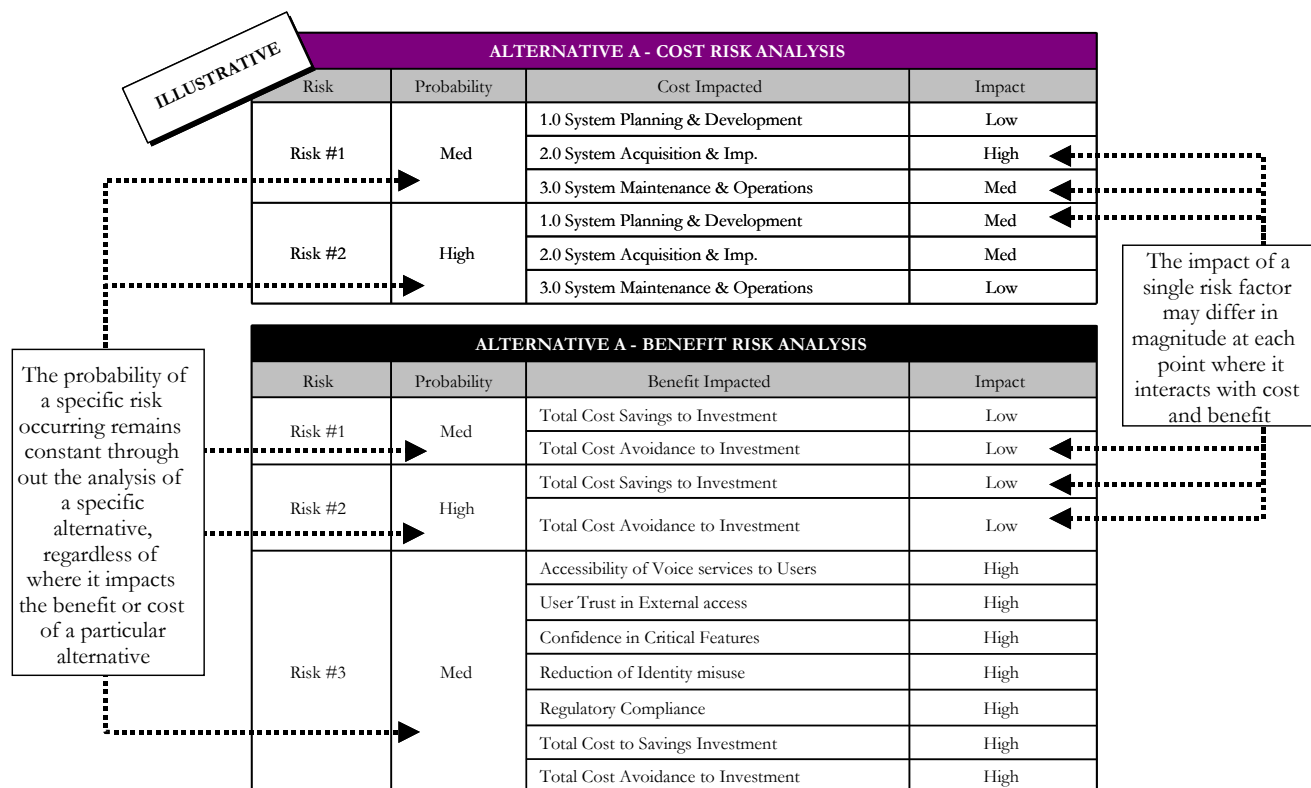 ILLUSTRATIVE
ALTERNATIVE A - COST RISK ANALYSIS
Risk Probability Cost Impacted Impact
Risk #1 Med
1.0 System Planning & Development Low
2.0 System Acquisition & Imp. High
3.0 System Maintenance & Operations Med
Risk #2 High
1.0 System Planning & Development Med
2.0 System Acquisition & Imp. Med
3.0 System Maintenance & Operations Low
ALTERNATIVE A - BENEFIT RISK ANALYSIS
Risk Probability Benefit Impacted Impact
Risk #1 Med
Total Cost Savings to Investment Low
Total Cost Avoidance to Investment Low
Risk #2 High
Total Cost Savings to Investment Low
Total Cost Avoidance to Investment Low
Risk #3 Med
Accessibility of Voice services to Users High
User Trust in External access High
Confidence in Critical Features High
Reduction of Identity misuse High
Regulatory Compliance High
Total Cost to Savings Investment High
Total Cost Avoidance to Investment High
The probability of
a specific risk
occurring remains
constant through
out the analysis of
a specific
alternative,
regardless of
where it impacts
the benefit or cost
of a particular
alternative
The impact of a
single risk factor
may differ in
magnitude at each
point where it
interacts with cost
and benefit